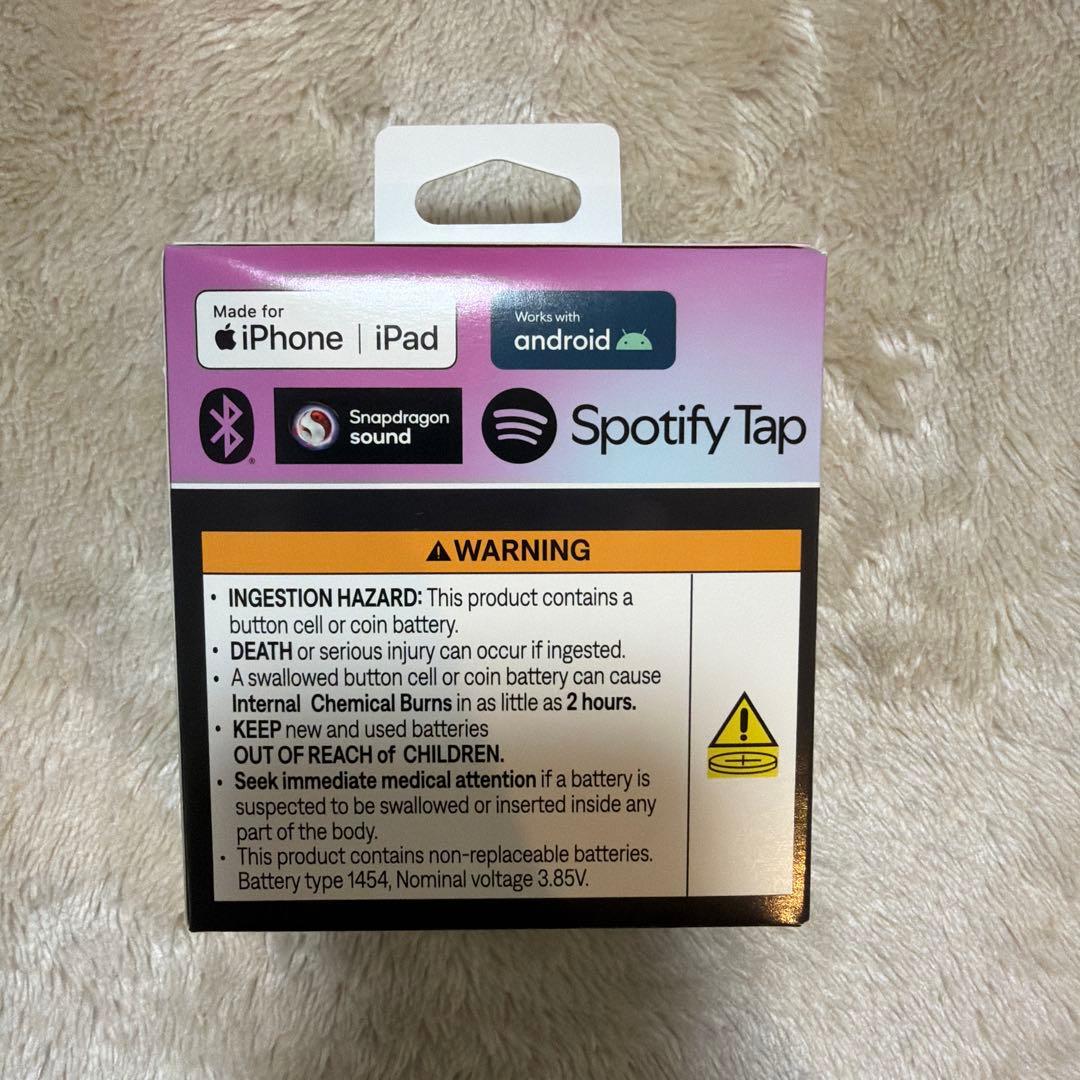 Made for
iPhone | iPad
Works with
android
Snapdragon
sound
Spotify Tap
WARNING
• INGESTION HAZARD: This product contains a
button cell or coin battery.
• DEATH or serious injury can occur if ingested.
• A swallowed button cell or coin battery can cause
Internal Chemical Burns in as little as 2 hours.
• KEEP new and used batteries
OUT OF REACH of CHILDREN.
• Seek immediate medical attention if a battery is
suspected to be swallowed or inserted inside any
part of the body.
• This product contains non-replaceable batteries.
Battery type 1454, Nominal voltage 3.85V.